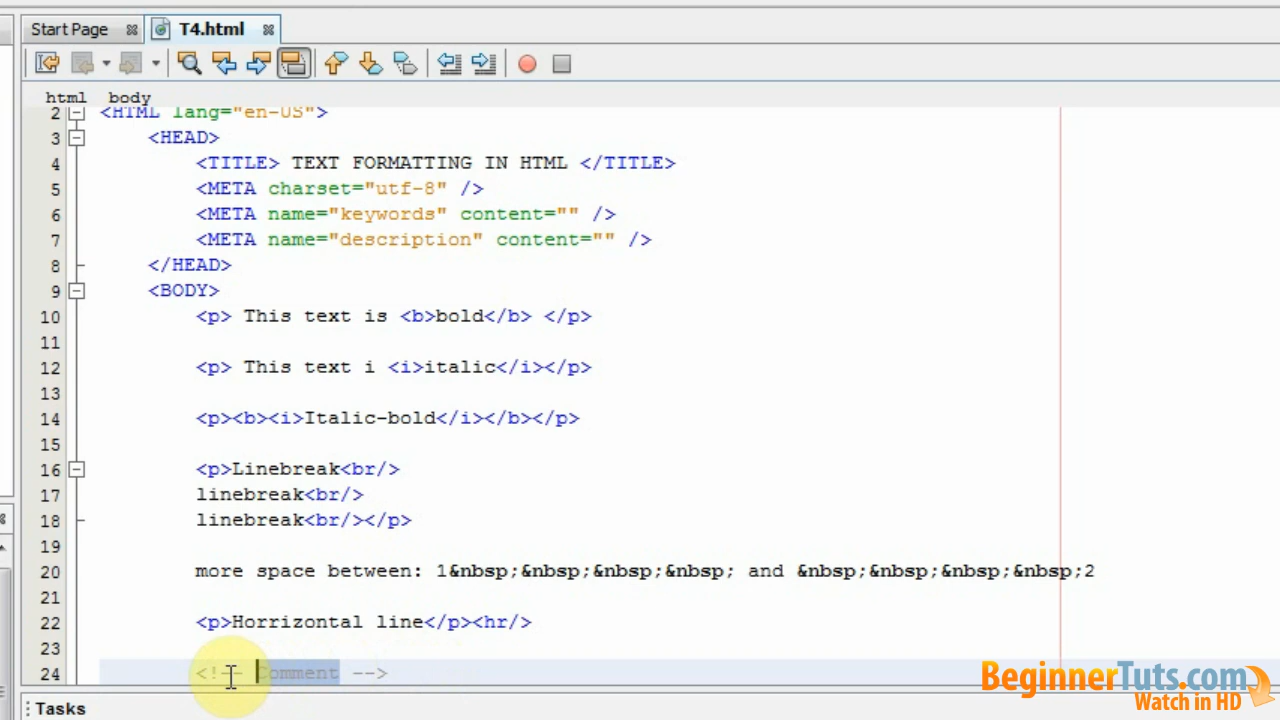 Start Page T4.html
html body
2 <HTML lang="en-US">
3 <HEAD>
4 <TITLE> TEXT FORMATTING IN HTML </TITLE>
5 <META charset="utf-8" />
6 <META name="keywords" content="" />
7 <META name="description" content="" />
8 </HEAD>
9 <BODY>
10 <p> This text is <b>bold</b> </p>
11
12 <p> This text i <i>italic</i></p>
13
14 <p><b><i>Italic-bold</i></b></p>
15
16 <p>Linebreak<br/>
17 linebreak<br/>
18 linebreak<br/></p>
19
20 more space between: 1&nbsp;&nbsp;&nbsp;&nbsp; and &nbsp;&nbsp;&nbsp;&nbsp;2
21
22 <p>Horrizontal line</p><hr/>
23
24 <!-- Comment -->
BeginnerTuts.com
Watch in HD
Tasks